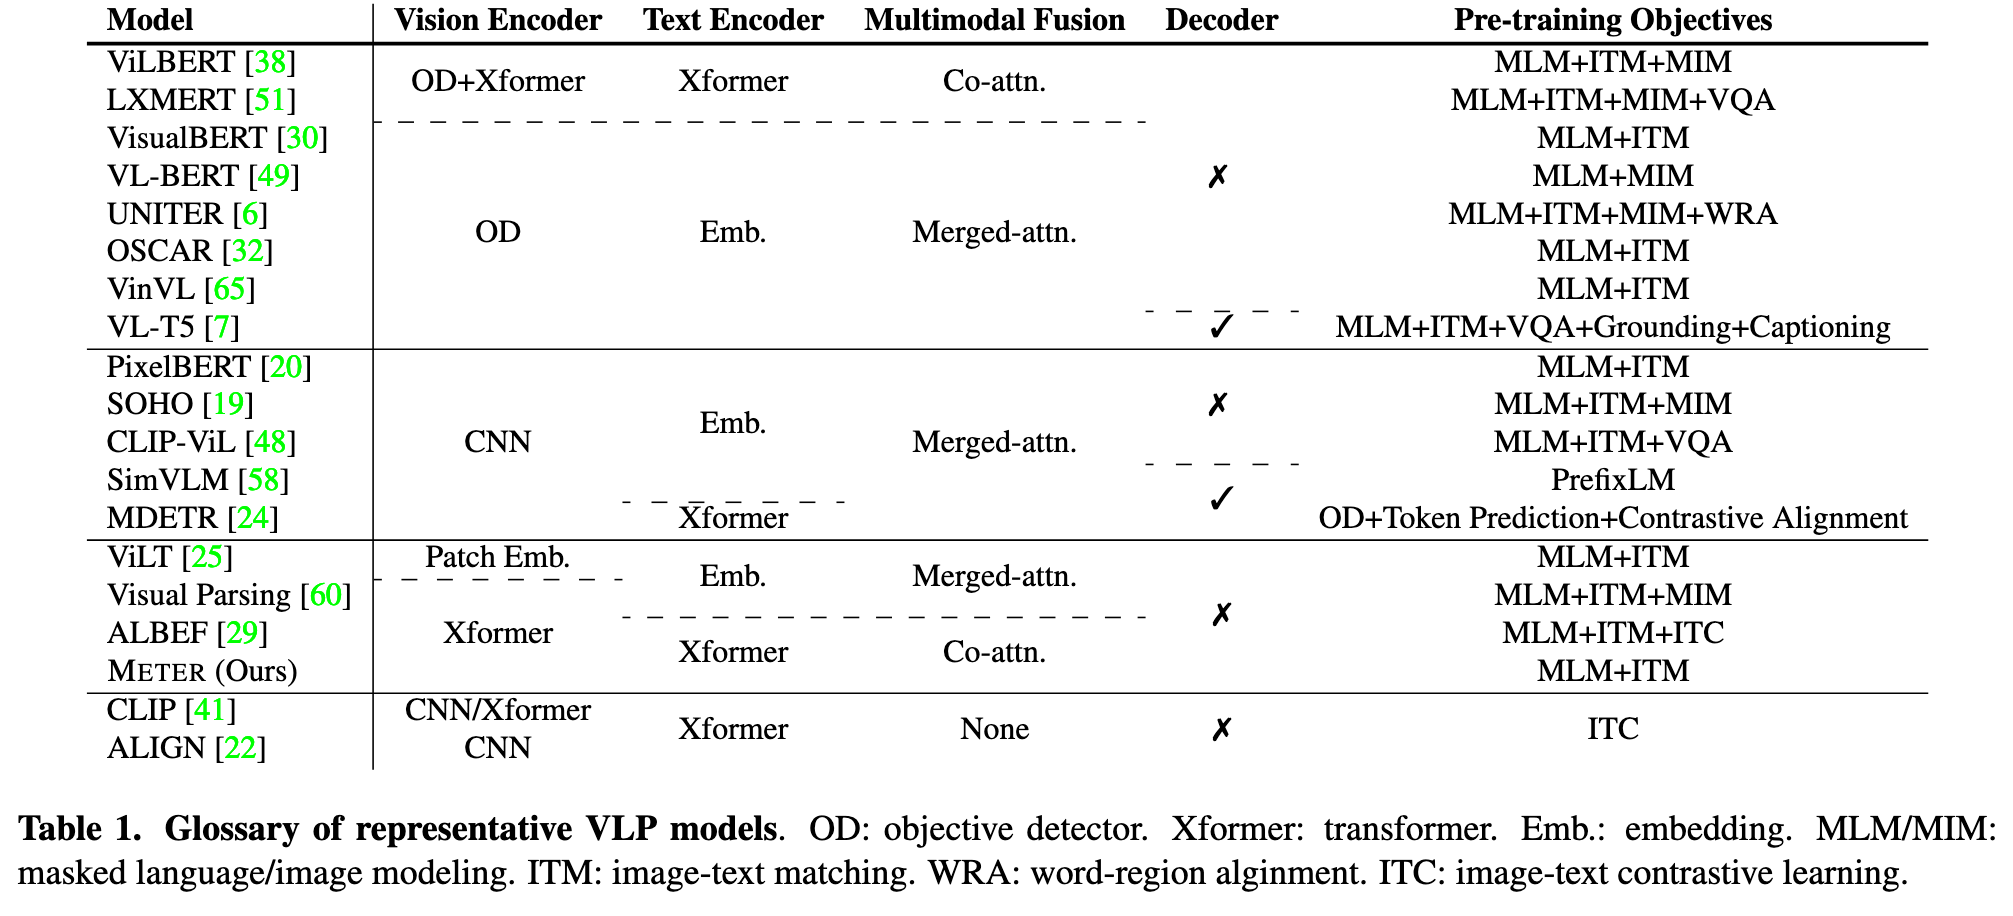 Model Vision Encoder Text Encoder Multimodal Fusion Decoder Pre-training Objectives
ViLBERT [38] MLM+ITM+MIM
OD+Xformer Xformer Co-attn.
LXMERT [51] MLM+ITM+MIM+VQA
VisualBERT [30] MLM+ITM
VL-BERT [49] ✗ MLM+MIM
UNITER [6] MLM+ITM+MIM+WRA
OD Emb. Merged-attn.
OSCAR [32] MLM+ITM
VinVL [65] MLM+ITM
VL-T5 [7] ✓ MLM+ITM+VQA+Grounding+Captioning
PixelBERT [20] MLM+ITM
SOHO [19] ✗ MLM+ITM+MIM
Emb.
CLIP-ViL [48] CNN Merged-attn. MLM+ITM+VQA
SimVLM [58] PrefixLM
✓
MDETR [24] Xformer OD+Token Prediction+Contrastive Alignment
ViLT [25] Patch Emb. MLM+ITM
Emb. Merged-attn.
Visual Parsing [60] MLM+ITM+MIM
✗
ALBEF [29] Xformer MLM+ITM+ITC
Xformer Co-attn.
METER (Ours) MLM+ITM
CLIP [41] CNN/Xformer
Xformer None ✗ ITC
ALIGN [22] CNN
Table 1. Glossary of representative VLP models. OD: objective detector. Xformer: transformer. Emb.: embedding. MLM/MIM:
masked language/image modeling. ITM: image-text matching. WRA: word-region alginment. ITC: image-text contrastive learning.